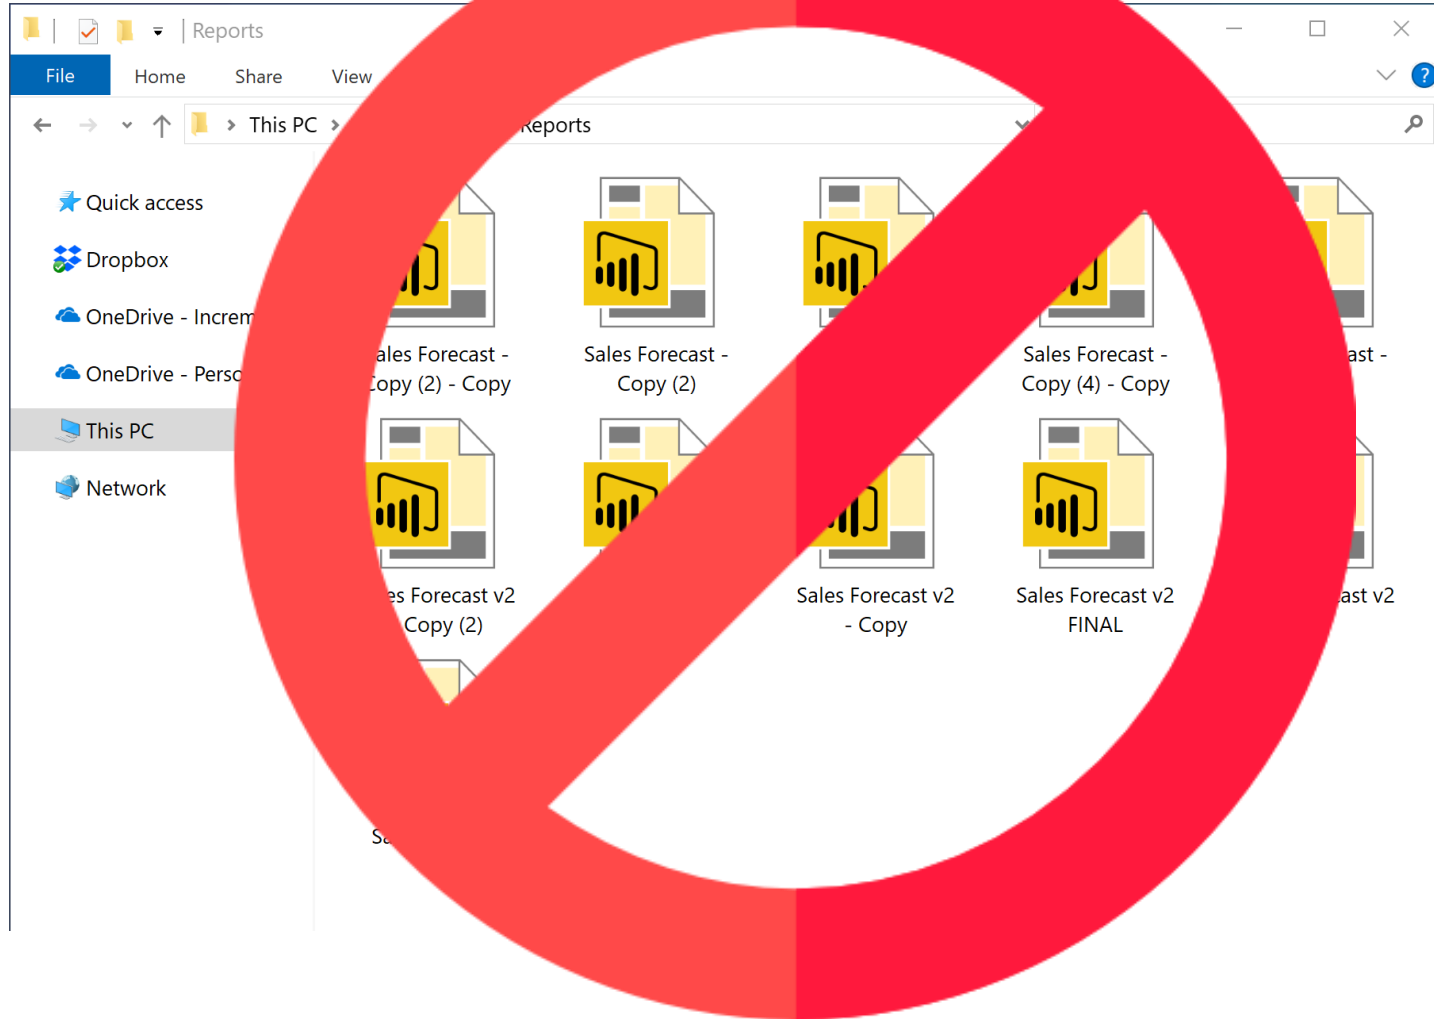 Reports
File Home Share View
This PC Reports
Quick access
Dropbox
OneDrive - Increm
OneDrive - Perso
This PC
Network
ales Forecast -
Copy (2) - Copy
Sales Forecast -
Copy (2)
Sales Forecast -
Copy (4) - Copy
ast -
es Forecast v2
Copy (2)
Sales Forecast v2
- Copy
Sales Forecast v2
FINAL
ast v2
Sa